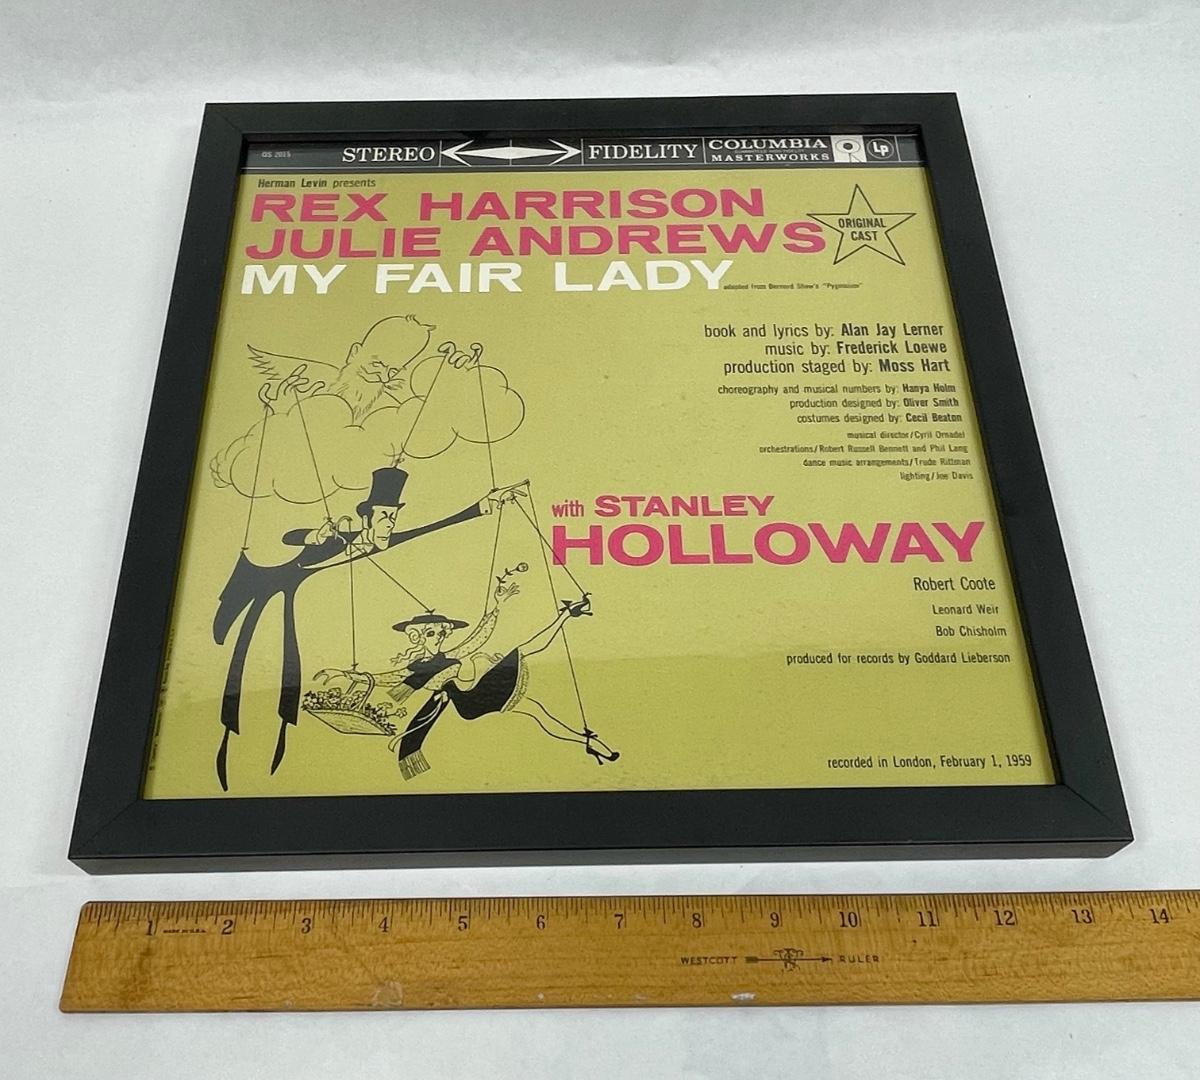 OS 2015
STEREO FIDELITY COLUMBIA
MASTERWORKS
Lp
Herman Levin presents
REX HARRISON
JULIE ANDREWS
ORIGINAL
CAST
MY FAIR LADY
adapted from Bernard Shaw's "Pygmalion"
book and lyrics by: Alan Jay Lerner
music by: Frederick Loewe
production staged by: Moss Hart
choreography and musical numbers by: Hanya Holm
production designed by: Oliver Smith
costumes designed by: Cecil Beaton
musical director/Cyril Ornadel
orchestrations/Robert Russell Bennett and Phil Lang
dance music arrangements/Trude Rittman
lighting/Joe Davis
with STANLEY
HOLLOWAY
Robert Coote
Leonard Weir
Bob Chisholm
produced for records by Goddard Lieberson
recorded in London, February 1, 1959
1 2 3 4 5 6 7 8 9 10 11 12 13 14
MADE IN U.S.A.
WESTCOTT RULER